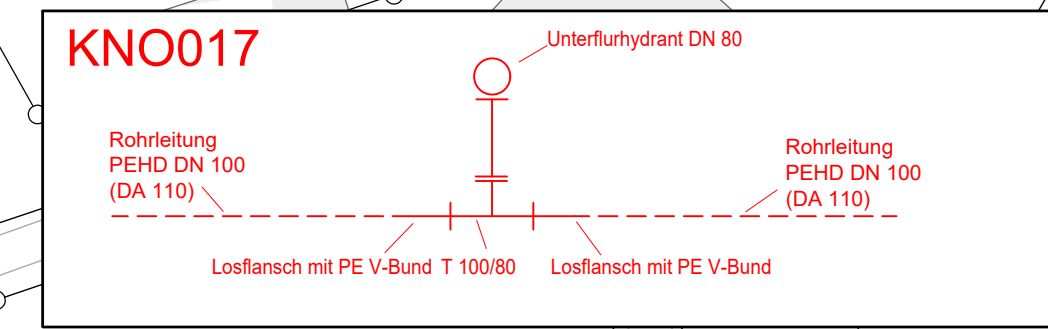 KNO017
Unterflurhydrant DN 80
Rohrleitung
PEHD DN 100
(DA 110)
Rohrleitung
PEHD DN 100
(DA 110)
Losflansch mit PE V-Bund
T 100/80
Losflansch mit PE V-Bund